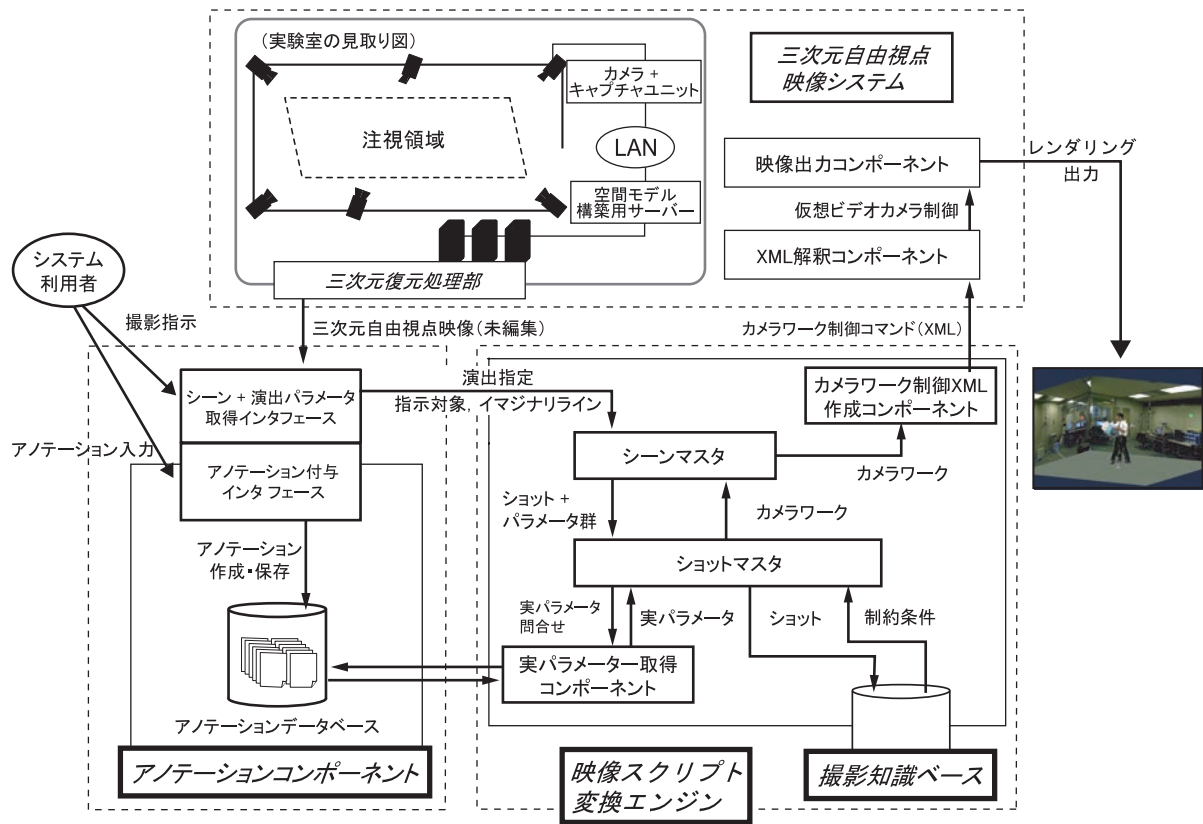 (実験室の見取り図)
カメラ +
キャプチャユニット
注視領域
LAN
空間モデル
構築用サーバー
三次元復元処理部
三次元自由視点
映像システム
映像出力コンポーネント
レンダリング
出力
仮想ビデオカメラ制御
XML解釈コンポーネント
システム
利用者
撮影指示
三次元自由視点映像(未編集)
カメラワーク制御コマンド(XML)
シーン + 演出パラメータ
取得インタフェース
演出指定
指示対象, イマジナリライン
カメラワーク制御XML
作成コンポーネント
アノテーション入力
アノテーション付与
インタ フェース
シーンマスタ
カメラワーク
ショット +
パラメータ群
カメラワーク
アノテーション
作成・保存
ショットマスタ
実パラメータ
問合せ
実パラメータ
ショット
制約条件
実パラメーター取得
コンポーネント
アノテーションデータベース
アノテーションコンポーネント
映像スクリプト
変換エンジン
撮影知識ベース